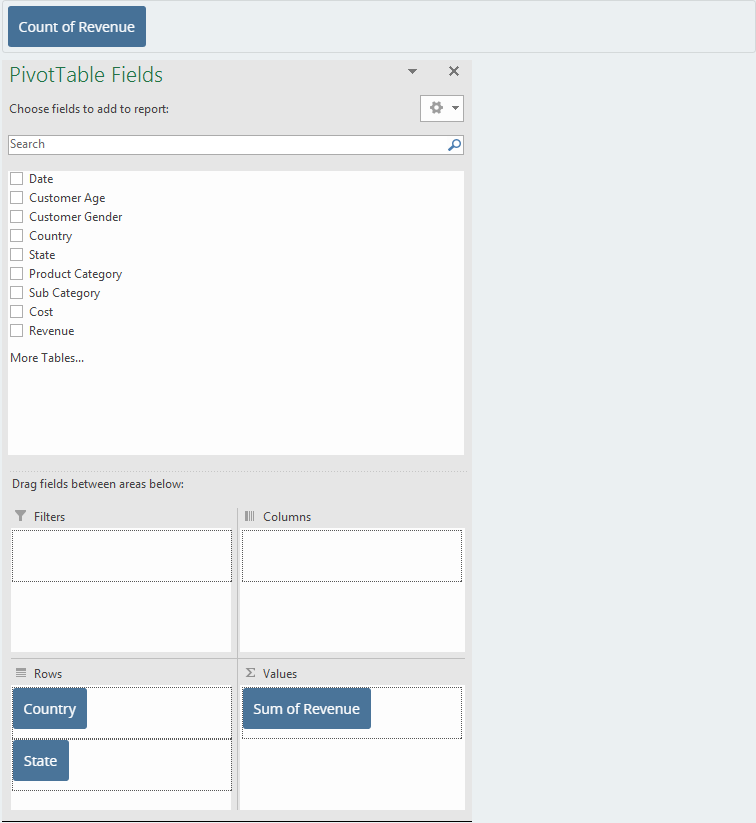 Count of Revenue
PivotTable Fields
Choose fields to add to report:
Search
Date
Customer Age
Customer Gender
Country
State
Product Category
Sub Category
Cost
Revenue
More Tables...
Drag fields between areas below:
Filters
Columns
Rows
Σ Values
Country
Sum of Revenue
State